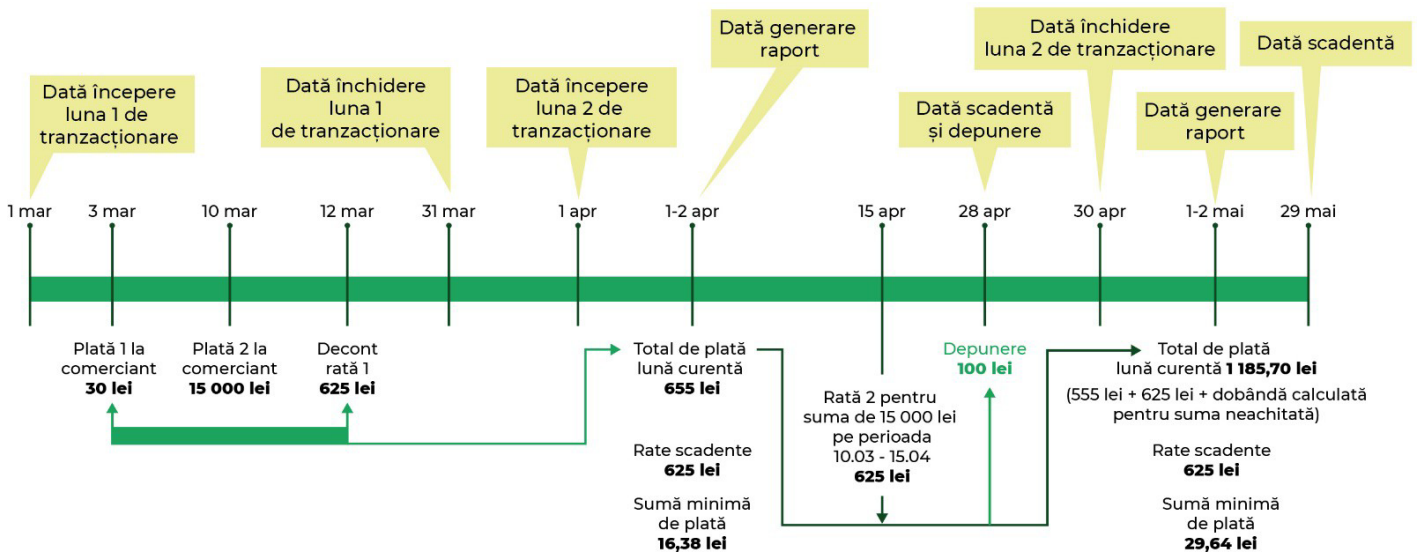 Dată începere
luna 1 de
tranzacționare
Dată închidere
luna 1
de tranzacționare
Dată începere
luna 2 de
tranzacționare
Dată generare
raport
Dată scadentă
și depunere
Dată închidere
luna 2 de tranzacționare
Dată generare
raport
Dată scadentă
1 mar
3 mar
10 mar
12 mar
31 mar
1 apr
1-2 apr
15 apr
28 apr
30 apr
1-2 mai
29 mai
Plată 1 la
comerciant
30 lei
Plată 2 la
comerciant
15 000 lei
Decont
rată 1
625 lei
Total de plată
lună curentă
655 lei
Rate scadente
625 lei
Sumă minimă
de plată
16,38 lei
Rată 2 pentru
suma de 15 000 lei
pe perioada
10.03 - 15.04
625 lei
Depunere
100 lei
Total de plată
lună curentă 1 185,70 lei
(555 lei + 625 lei + dobândă calculată
pentru suma neachitată)
Rate scadente
625 lei
Sumă minimă
de plată
29,64 lei